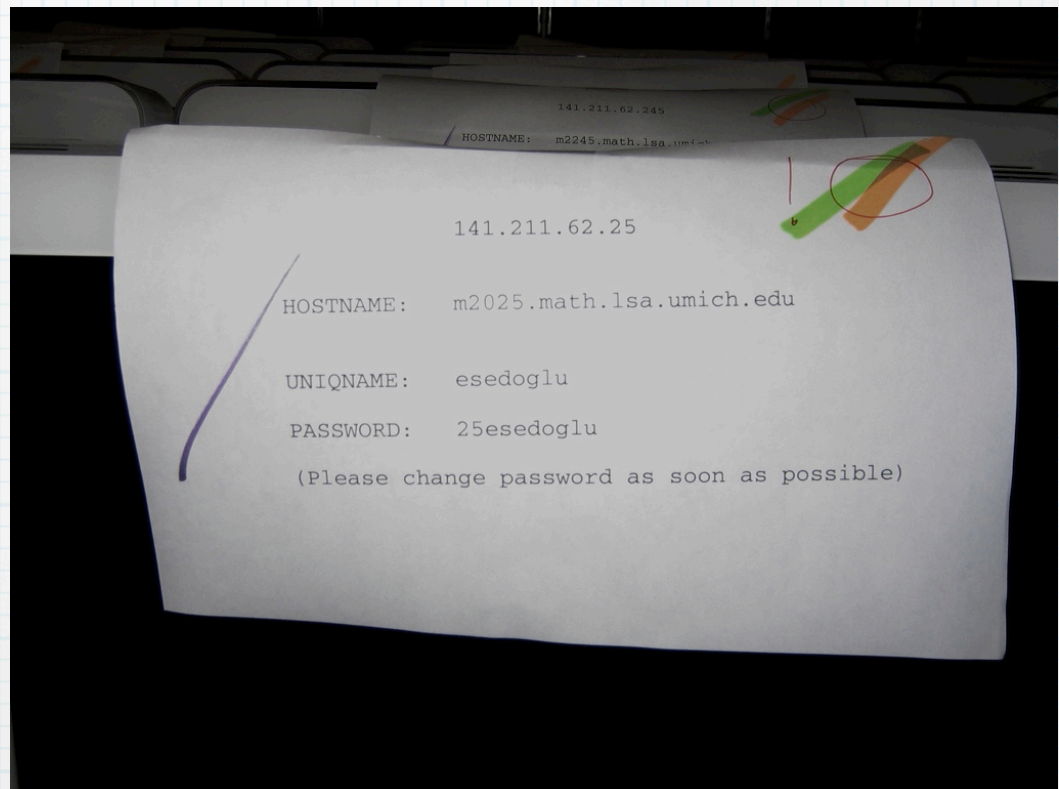 141.211.62.245
HOSTNAME: m2245.math.lsa.umich
141.211.62.25
HOSTNAME: m2025.math.lsa.umich.edu
UNIQNAME: esedoglu
PASSWORD: 25esedoglu
(Please change password as soon as possible)